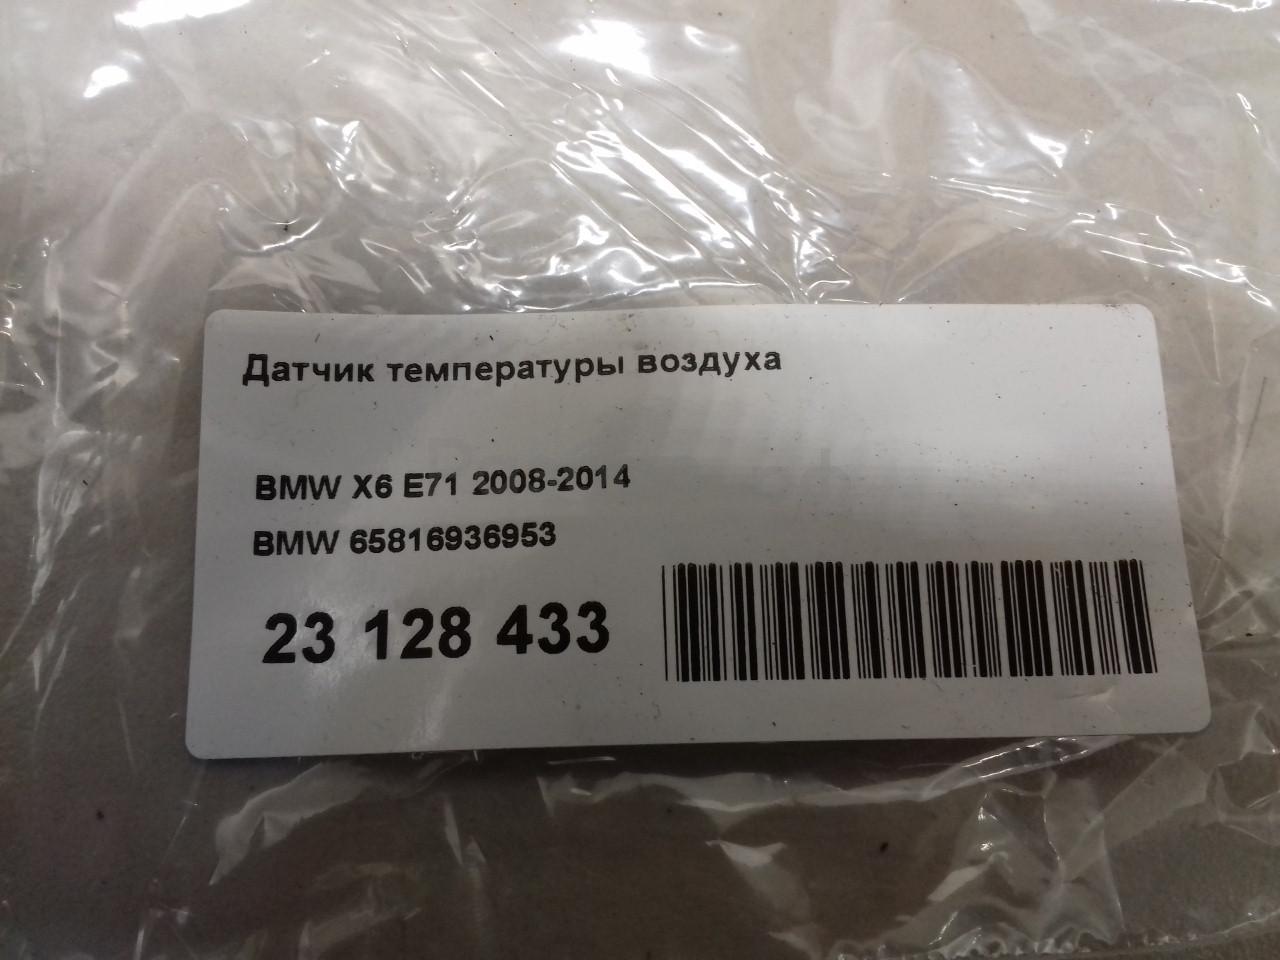 Датчик температуры воздуха
BMW X6 E71 2008-2014
BMW 65816936953
23 128 433